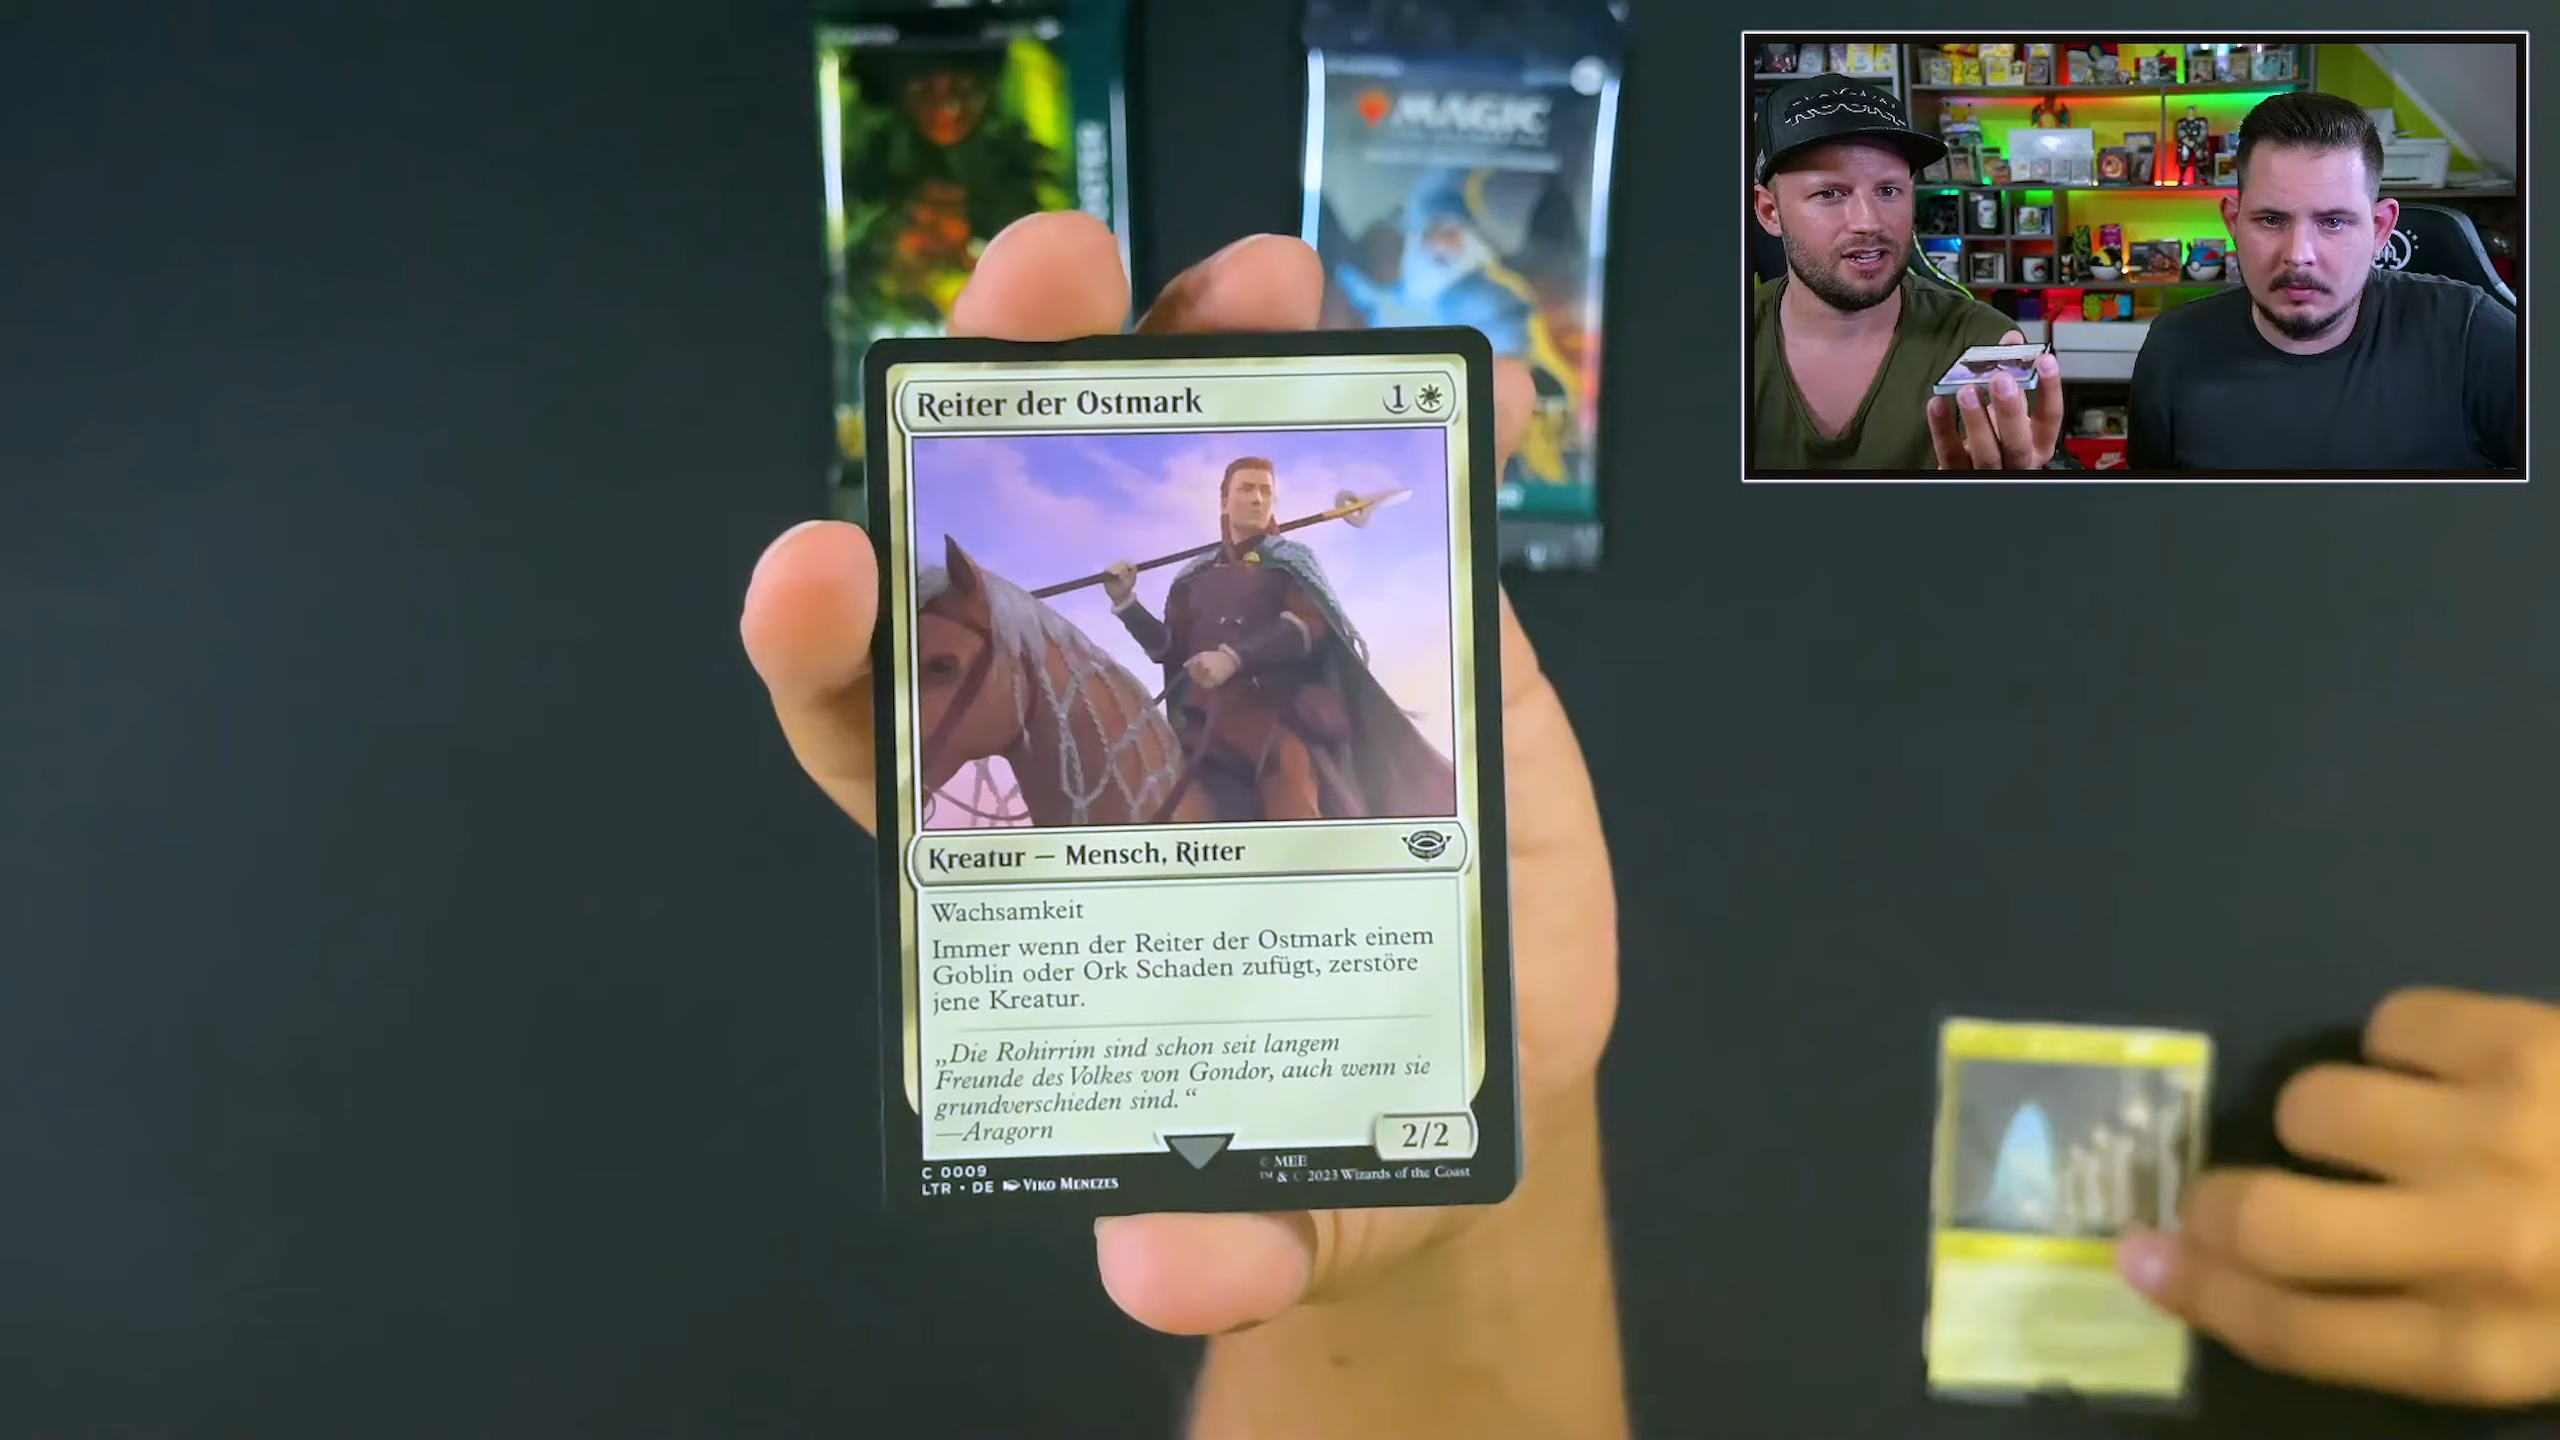 MAGIC
Reiter der Ostmark
1
Kreatur — Mensch, Ritter
Wachsamkeit
Immer wenn der Reiter der Ostmark einem
Goblin oder Ork Schaden zufügt, zerstöre
jene Kreatur.
„Die Rohirrim sind schon seit langem
Freunde des Volkes von Gondor, auch wenn sie
grundverschieden sind.“
—Aragorn
2/2
C 0009
LTR • DE VIKO MENEZES
© MEE
™ & © 2023 Wizards of the Coast